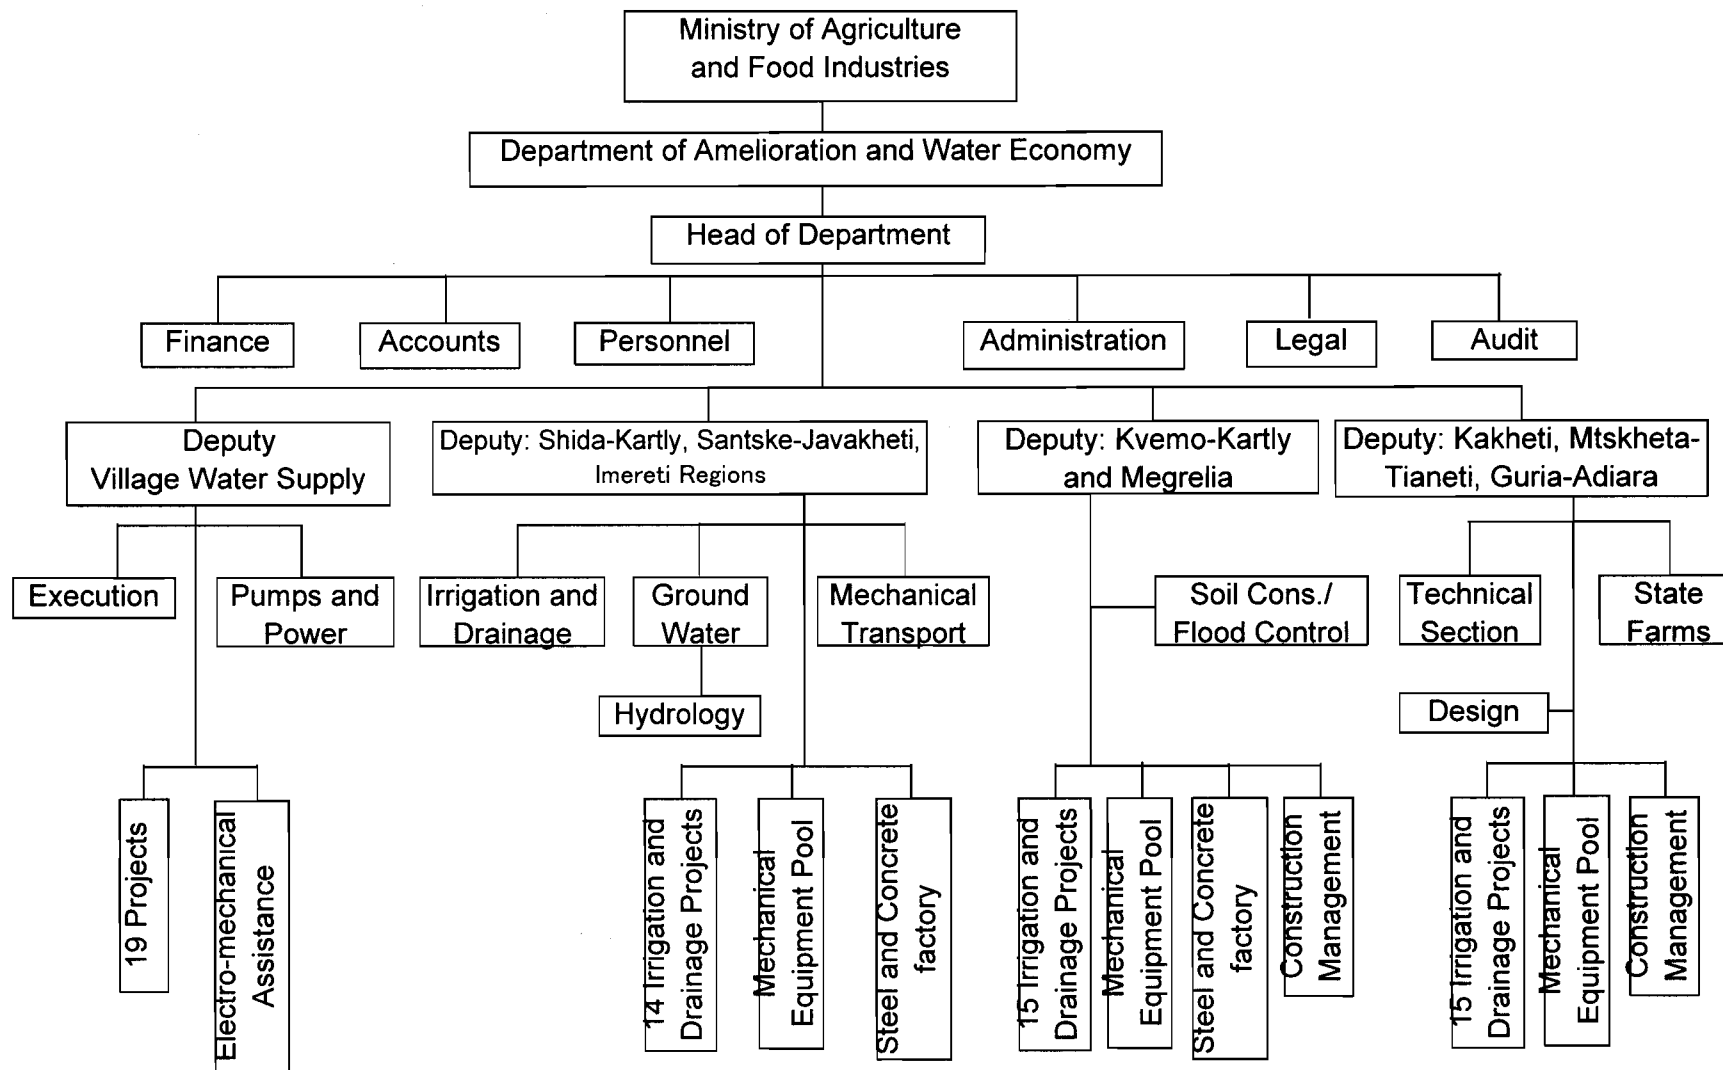 Ministry of Agriculture
and Food Industries
Department of Amelioration and Water Economy
Head of Department
Finance
Accounts
Personnel
Administration
Legal
Audit
Deputy
Village Water Supply
Deputy: Shida-Kartly, Santske-Javakheti,
Imereti Regions
Deputy: Kvemo-Kartly
and Megrelia
Deputy: Kakheti, Mtskheta-
Tianeti, Guria-Adiara
Execution
Pumps and
Power
Irrigation and
Drainage
Ground
Water
Mechanical
Transport
Soil Cons./
Flood Control
Technical
Section
State
Farms
Hydrology
Design
19 Projects
Electro-mechanical
Assistance
14 Irrigation and
Drainage Projects
Mechanical
Equipment Pool
Steel and Concrete
factory
15 Irrigation and
Drainage Projects
Mechanical
Equipment Pool
Steel and Concrete
factory
Construction
Management
15 Irrigation and
Drainage Projects
Mechanical
Equipment Pool
Construction
Management